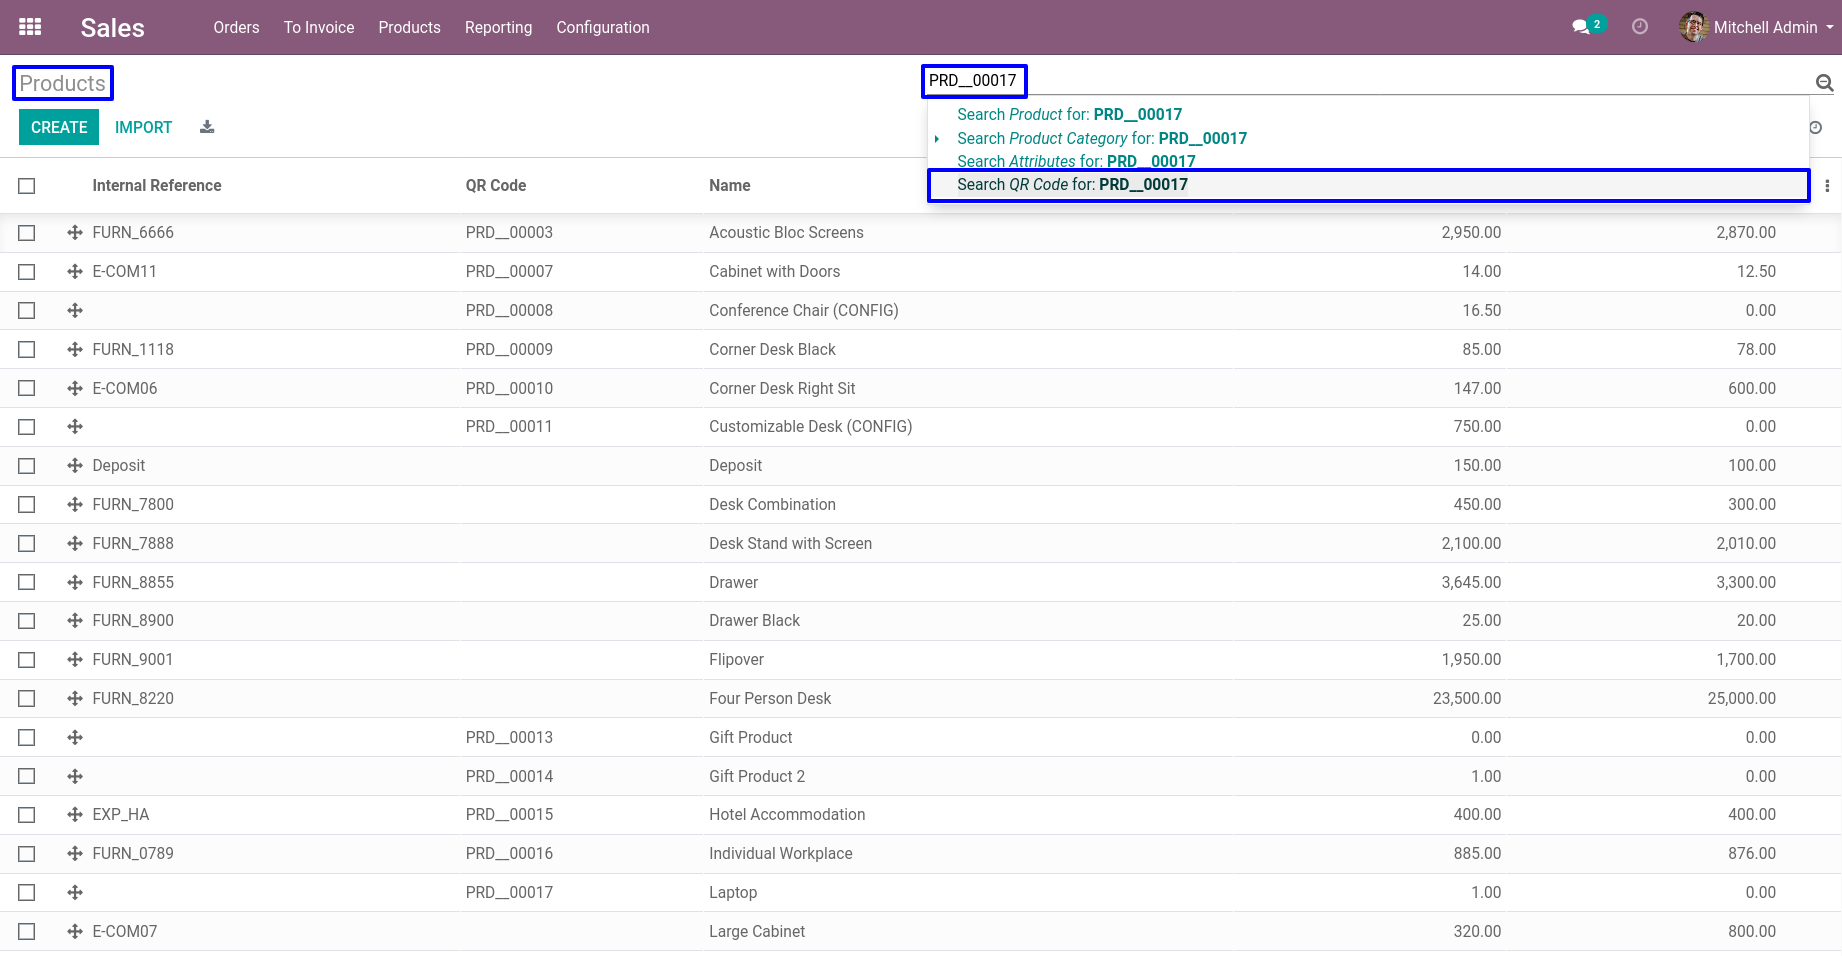 Sales Orders To Invoice Products Reporting Configuration 2 Mitchell Admin
Products PRD__00017
CREATE IMPORT
Search Product for: PRD__00017
Search Product Category for: PRD__00017
Search Attributes for: PRD__00017
Search QR Code for: PRD__00017
Internal Reference QR Code Name
FURN_6666 PRD__00003 Acoustic Bloc Screens 2,950.00 2,870.00
E-COM11 PRD__00007 Cabinet with Doors 14.00 12.50
PRD__00008 Conference Chair (CONFIG) 16.50 0.00
FURN_1118 PRD__00009 Corner Desk Black 85.00 78.00
E-COM06 PRD__00010 Corner Desk Right Sit 147.00 600.00
PRD__00011 Customizable Desk (CONFIG) 750.00 0.00
Deposit Deposit 150.00 100.00
FURN_7800 Desk Combination 450.00 300.00
FURN_7888 Desk Stand with Screen 2,100.00 2,010.00
FURN_8855 Drawer 3,645.00 3,300.00
FURN_8900 Drawer Black 25.00 20.00
FURN_9001 Flipover 1,950.00 1,700.00
FURN_8220 Four Person Desk 23,500.00 25,000.00
PRD__00013 Gift Product 0.00 0.00
PRD__00014 Gift Product 2 1.00 0.00
EXP_HA PRD__00015 Hotel Accommodation 400.00 400.00
FURN_0789 PRD__00016 Individual Workplace 885.00 876.00
PRD__00017 Laptop 1.00 0.00
E-COM07 Large Cabinet 320.00 800.00